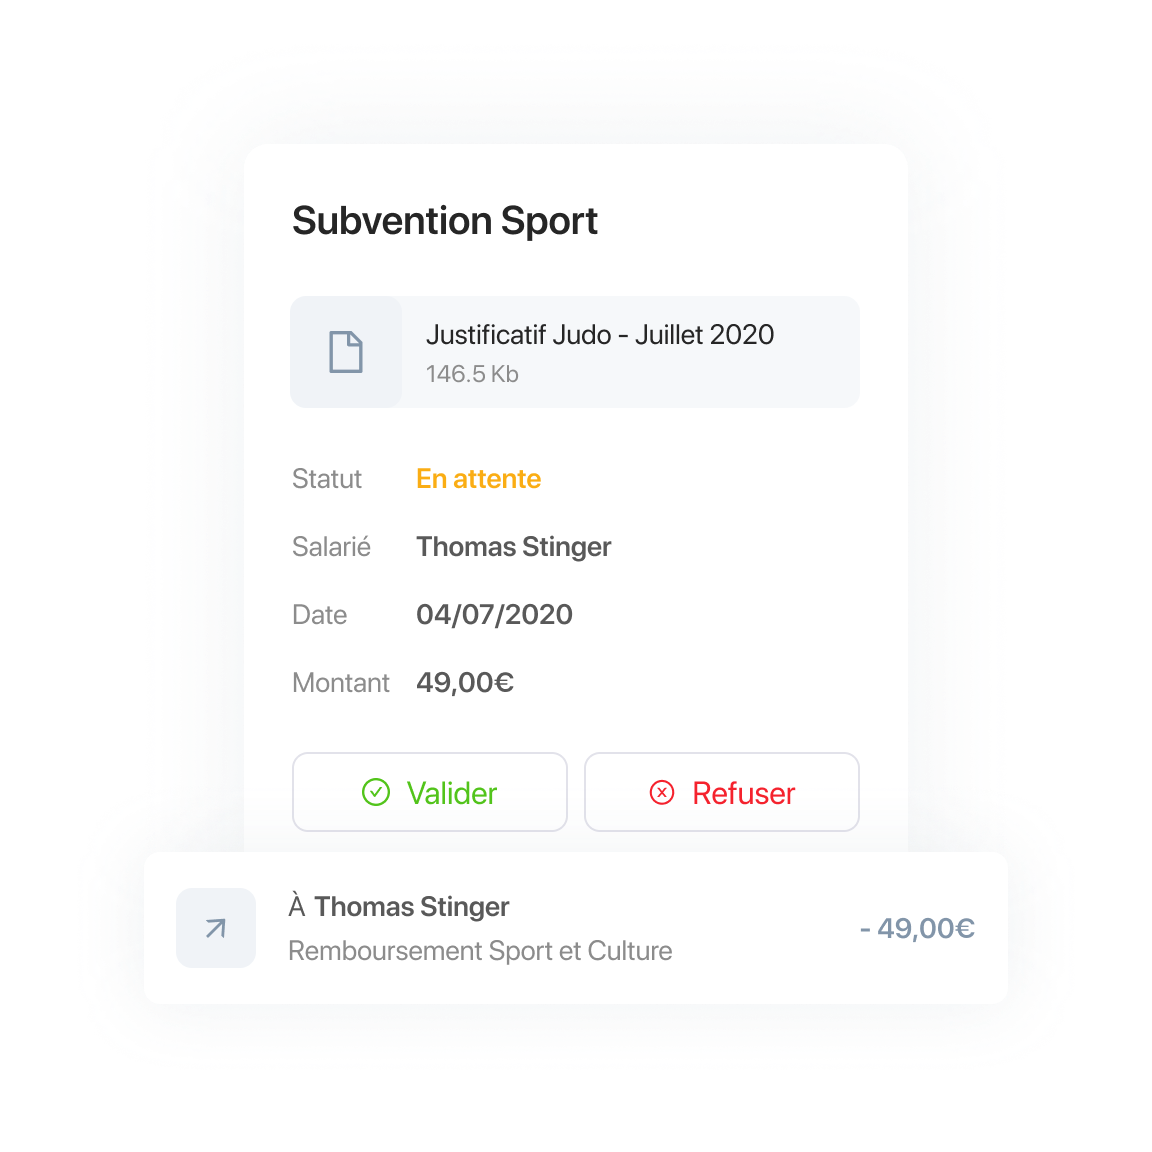 Subvention Sport
Justificatif Judo - Juillet 2020
146.5 Kb
Statut En attente
Salarié Thomas Stinger
Date 04/07/2020
Montant 49,00€
Valider Refuser
À Thomas Stinger
Remboursement Sport et Culture
- 49,00€